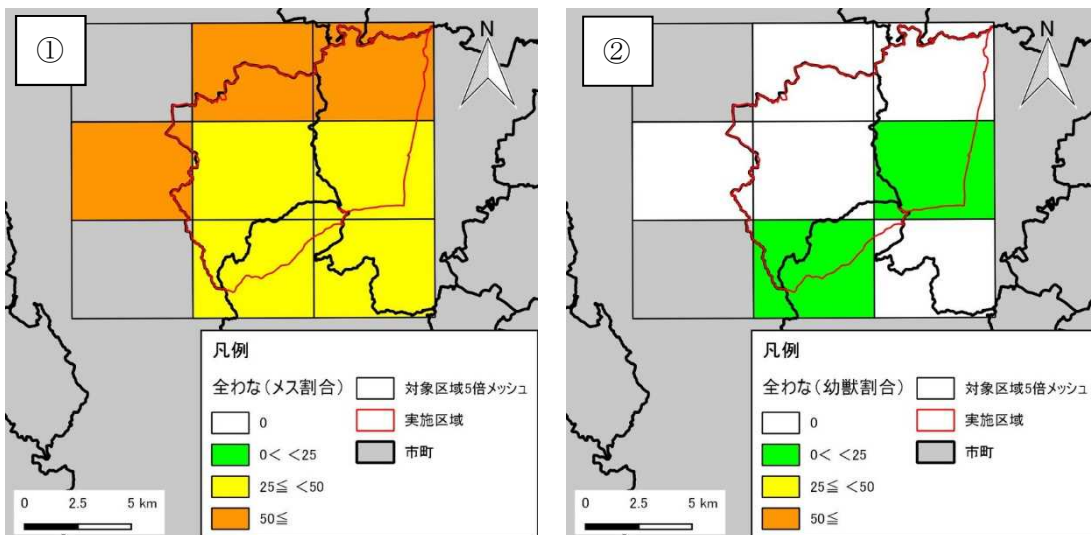 ①
N
凡例
全わな(メス割合)
0
0< <25
25≦ <50
50≦
対象区域5倍メッシュ
実施区域
市町
0 2.5 5 km
②
N
凡例
全わな(幼獣割合)
0
0< <25
25≦ <50
50≦
対象区域5倍メッシュ
実施区域
市町
0 2.5 5 km